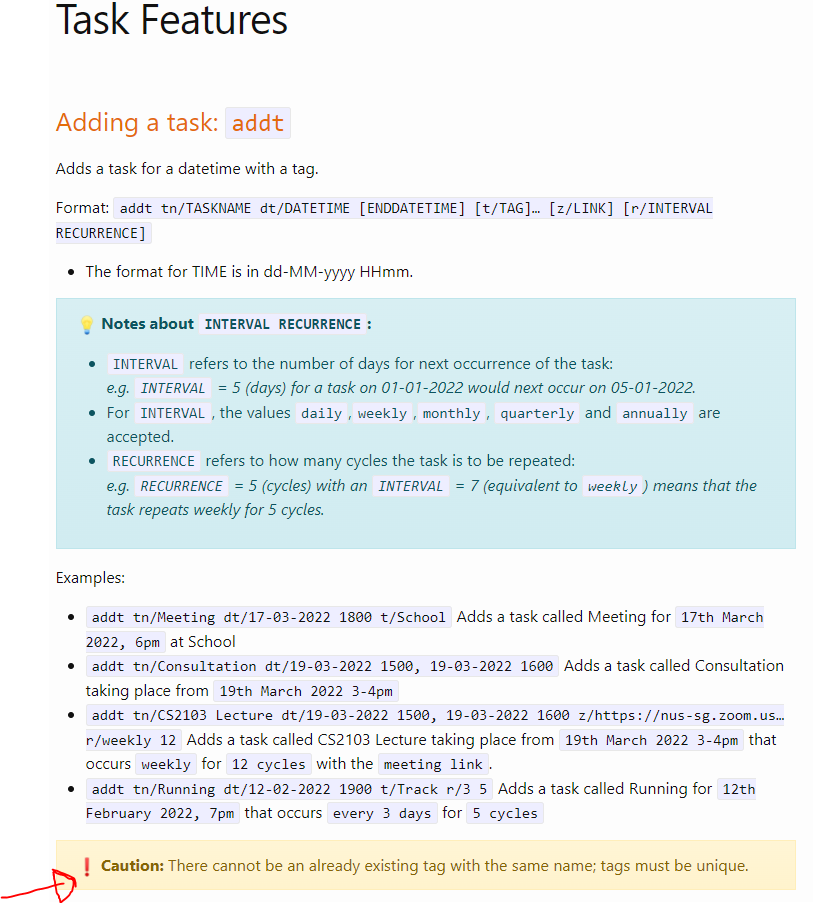 Task Features
Adding a task: addt
Adds a task for a datetime with a tag.
Format: addt tn/TASKNAME dt/DATETIME [ENDDATETIME] [t/TAG]… [z/LINK] [r/INTERVAL
RECURRENCE]
• The format for TIME is in dd-MM-yyyy HHmm.
💡 Notes about INTERVAL RECURRENCE :
• INTERVAL refers to the number of days for next occurrence of the task:
e.g. INTERVAL = 5 (days) for a task on 01-01-2022 would next occur on 05-01-2022.
• For INTERVAL , the values daily , weekly , monthly , quarterly and annually are
accepted.
• RECURRENCE refers to how many cycles the task is to be repeated:
e.g. RECURRENCE = 5 (cycles) with an INTERVAL = 7 (equivalent to weekly ) means that the
task repeats weekly for 5 cycles.
Examples:
• addt tn/Meeting dt/17-03-2022 1800 t/School Adds a task called Meeting for 17th March
2022, 6pm at School
• addt tn/Consultation dt/19-03-2022 1500, 19-03-2022 1600 Adds a task called Consultation
taking place from 19th March 2022 3-4pm
• addt tn/CS2103 Lecture dt/19-03-2022 1500, 19-03-2022 1600 z/https://nus-sg.zoom.us…
r/weekly 12 Adds a task called CS2103 Lecture taking place from 19th March 2022 3-4pm that
occurs weekly for 12 cycles with the meeting link .
• addt tn/Running dt/12-02-2022 1900 t/Track r/3 5 Adds a task called Running for 12th
February 2022, 7pm that occurs every 3 days for 5 cycles
❗ Caution: There cannot be an already existing tag with the same name; tags must be unique.